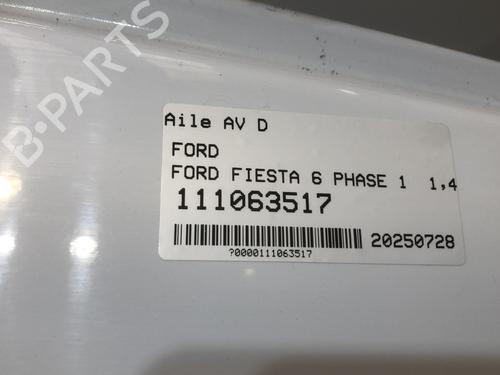 B-PARTS
Aile AV D
FORD
FORD FIESTA 6 PHASE 1 1,4
111063517
20250728
?0000111063517